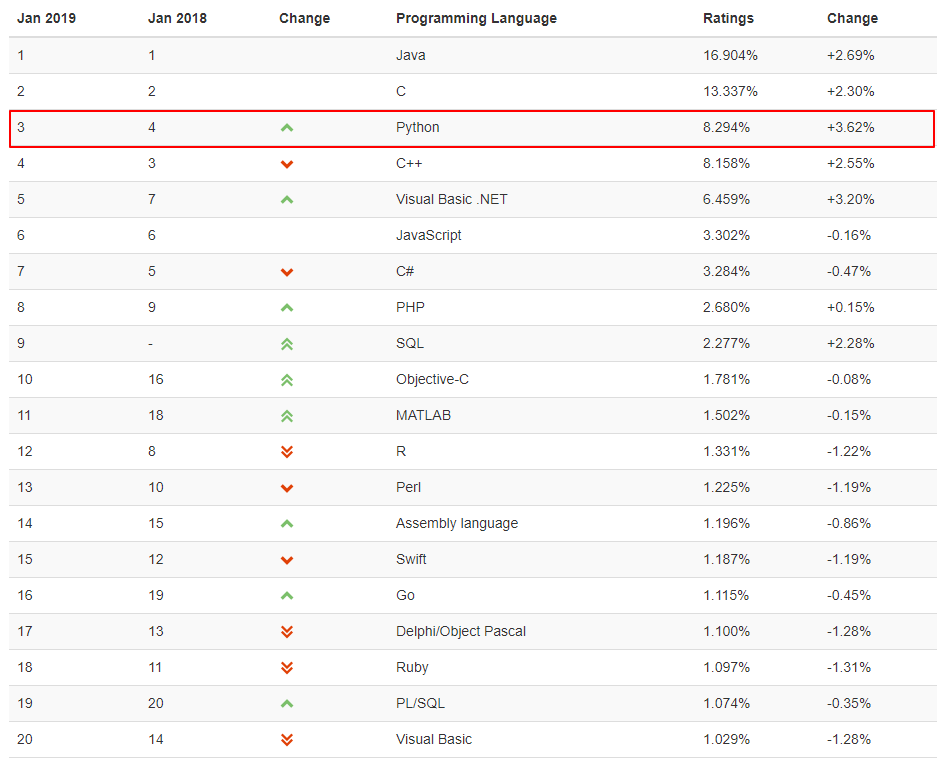 Jan 2019 Jan 2018 Change Programming Language Ratings Change
1 1 Java 16.904% +2.69%
2 2 C 13.337% +2.30%
3 4 Python 8.294% +3.62%
4 3 C++ 8.158% +2.55%
5 7 Visual Basic .NET 6.459% +3.20%
6 6 JavaScript 3.302% -0.16%
7 5 C# 3.284% -0.47%
8 9 PHP 2.680% +0.15%
9 - SQL 2.277% +2.28%
10 16 Objective-C 1.781% -0.08%
11 18 MATLAB 1.502% -0.15%
12 8 R 1.331% -1.22%
13 10 Perl 1.225% -1.19%
14 15 Assembly language 1.196% -0.86%
15 12 Swift 1.187% -1.19%
16 19 Go 1.115% -0.45%
17 13 Delphi/Object Pascal 1.100% -1.28%
18 11 Ruby 1.097% -1.31%
19 20 PL/SQL 1.074% -0.35%
20 14 Visual Basic 1.029% -1.28%